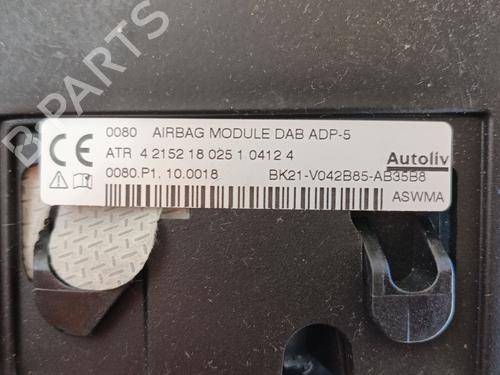 B PARTS
0080 AIRBAG MODULE DAB ADP-5
CE ATR 4 2152 18 025 1 0412 4 Autoliv
0080.P1. 10.0018 BK21-V042B85-AB35B8
ASWMA